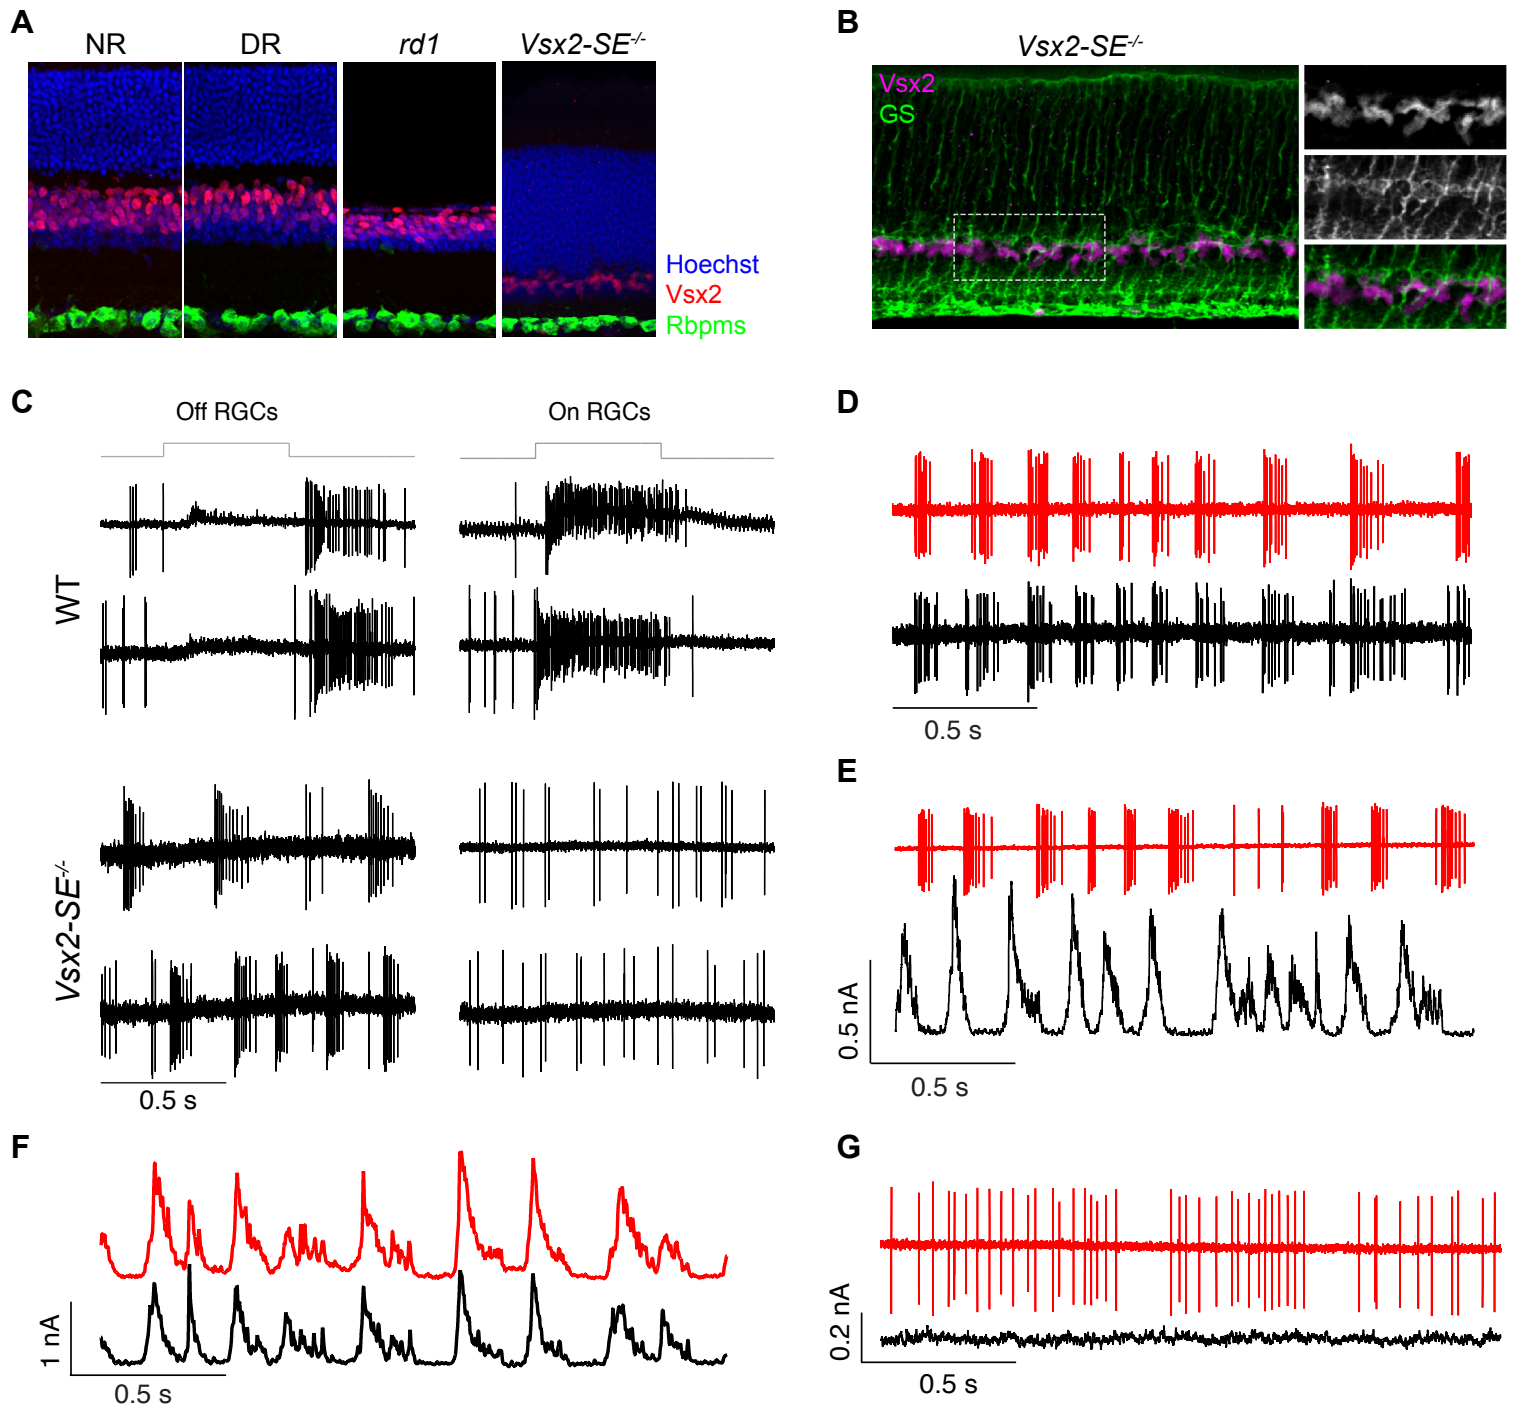 A
NR
DR
rd1
Vsx2-SE-/-
Hoechst
Vsx2
Rbpms
B
Vsx2-SE-/-
Vsx2
GS
C
Off RGCs
On RGCs
WT
Vsx2-SE-/-
0.5 s
D
0.5 s
E
0.5 nA
0.5 s
F
1 nA
0.5 s
G
0.2 nA
0.5 s